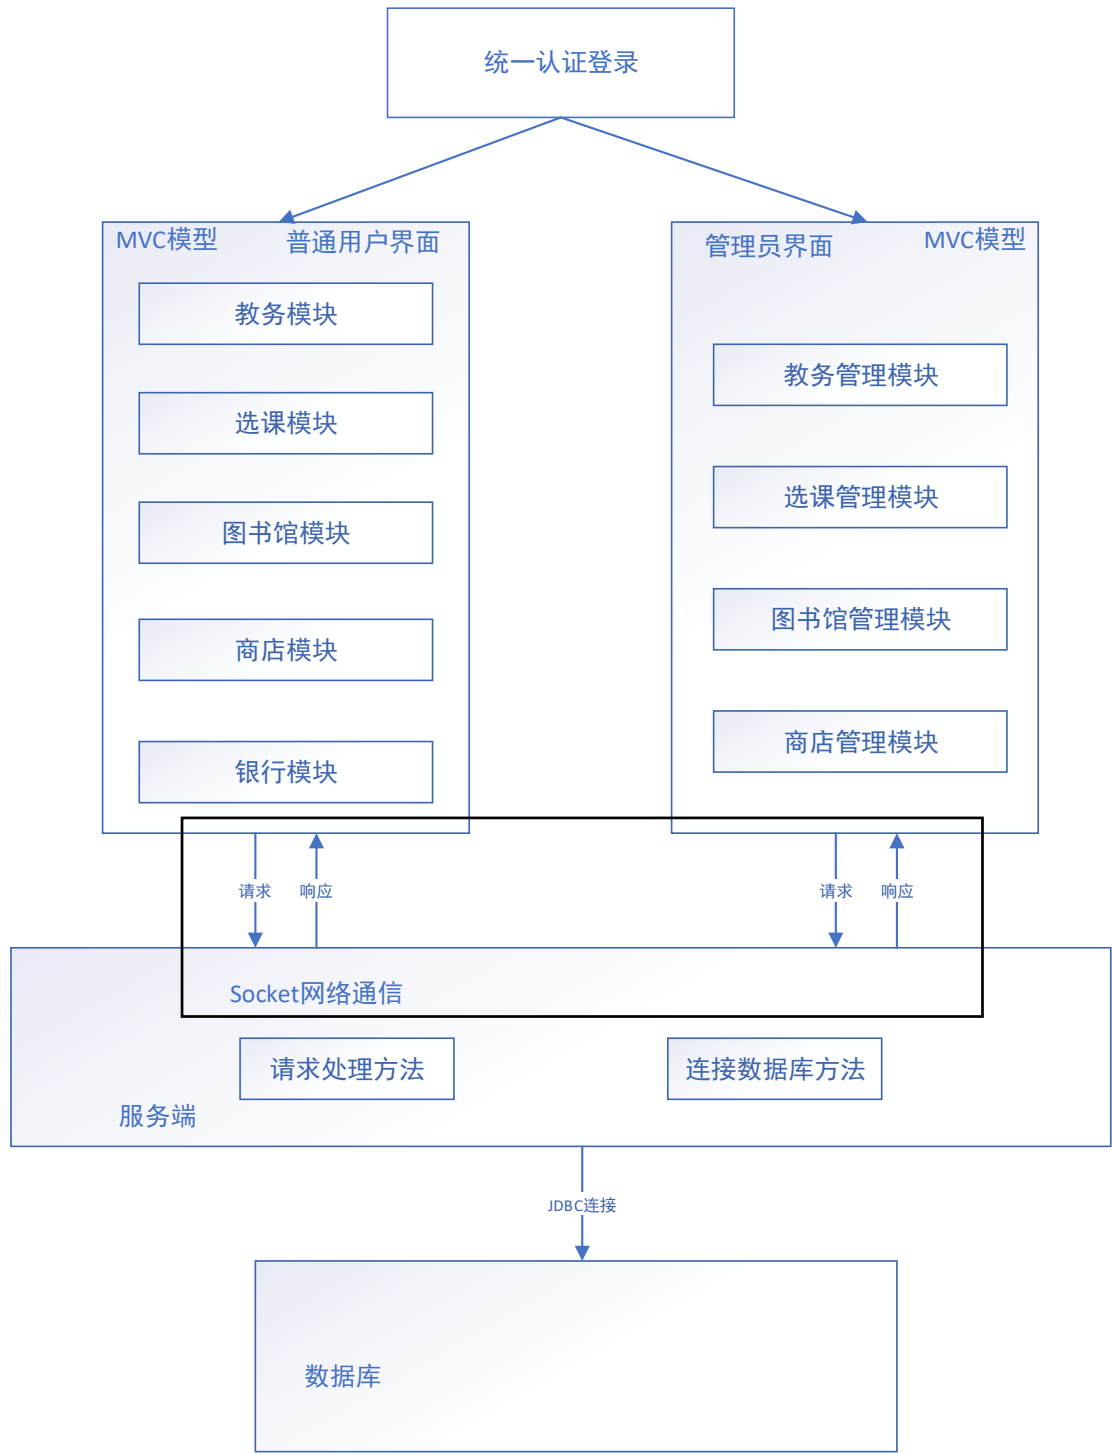 统一认证登录
MVC模型
普通用户界面
教务模块
选课模块
图书馆模块
商店模块
银行模块
管理员界面
MVC模型
教务管理模块
选课管理模块
图书馆管理模块
商店管理模块
请求
响应
请求
响应
Socket网络通信
请求处理方法
连接数据库方法
服务端
JDBC连接
数据库